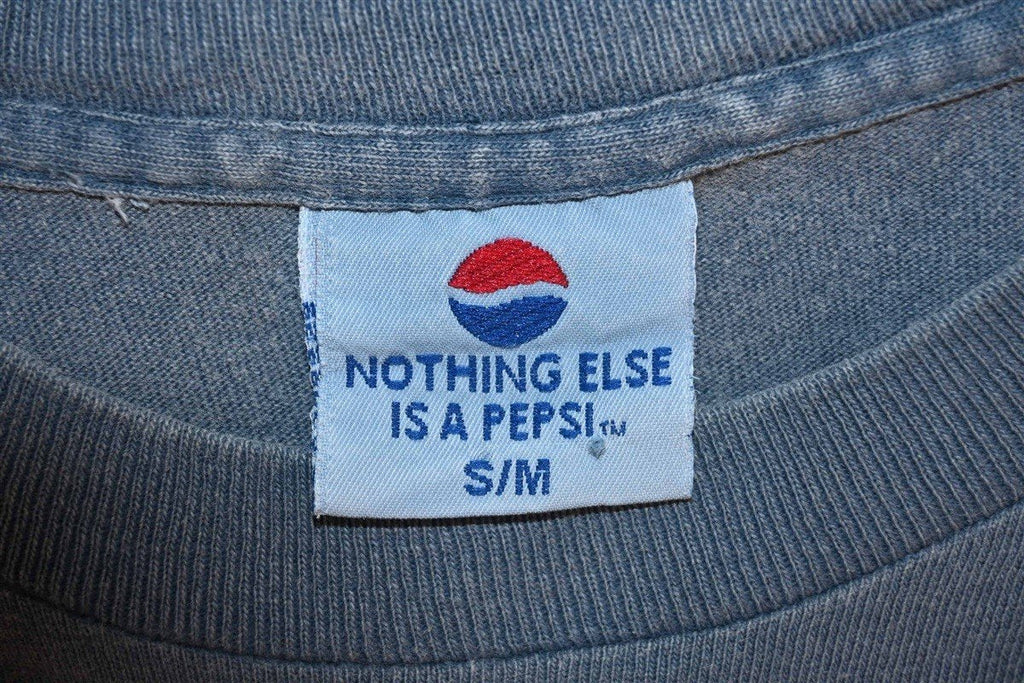 NOTHING ELSE
IS A PEPSI™
S/M